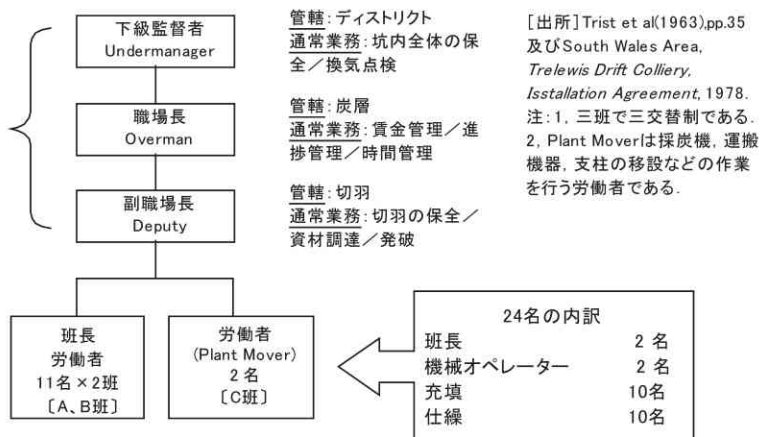 下級監督者
Undermanager
管轄:ディストリクト
通常業務:坑内全体の保
全/換気点検
職場長
Overman
管轄:炭層
通常業務:賃金管理/進
捗管理/時間管理
副職場長
Deputy
管轄:切羽
通常業務:切羽の保全/
資材調達/発破
[出所]Trist et al(1963),pp.35
及びSouth Wales Area,
Trelewis Drift Colliery,
Isstallation Agreement, 1978.
注:1, 三班で三交替制である.
2, Plant Moverは採炭機, 運搬
機器, 支柱の移設などの作業
を行う労働者である.
班長
労働者
11名×2班
〔A、B班〕
労働者
(Plant Mover)
2名
〔C班〕
24名の内訳
班長 2 名
機械オペレーター 2 名
充填 10名
仕繰 10名